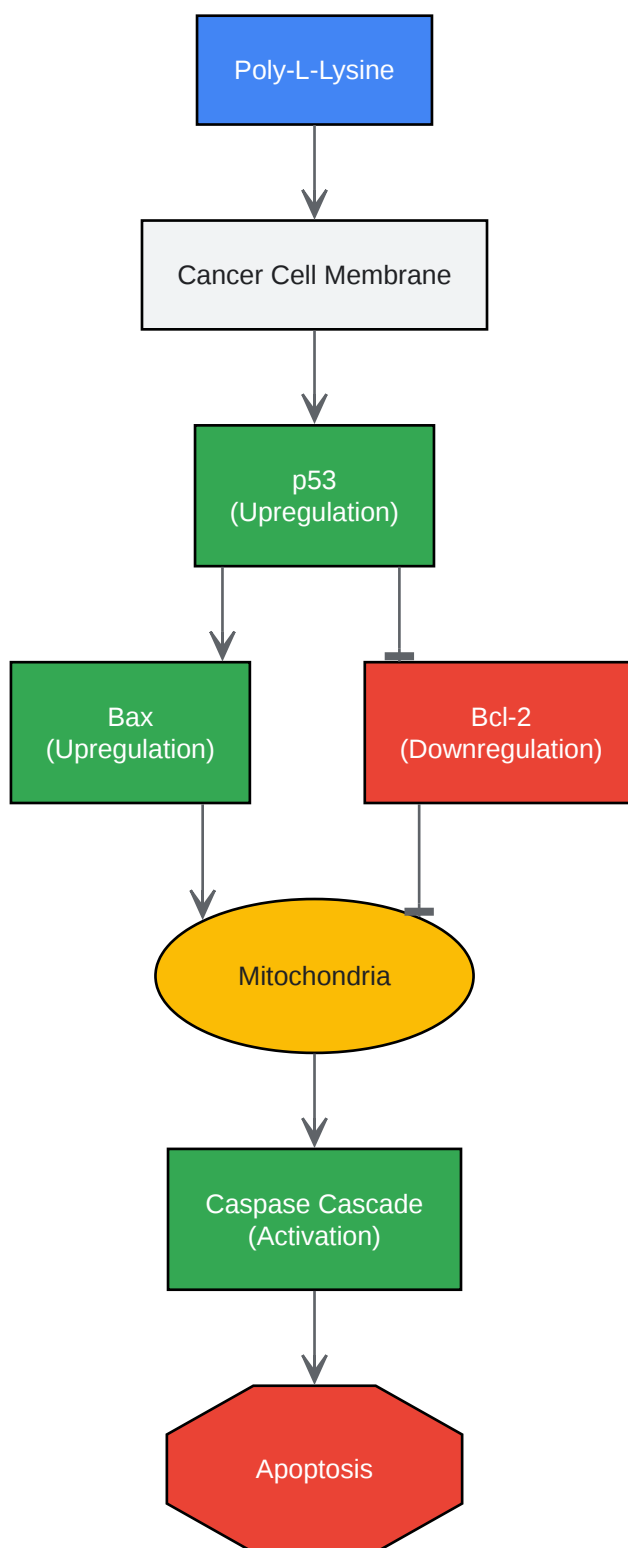 Poly-L-Lysine
Cancer Cell Membrane
p53
(Upregulation)
Bax
(Upregulation)
Bcl-2
(Downregulation)
Mitochondria
Caspase Cascade
(Activation)
Apoptosis